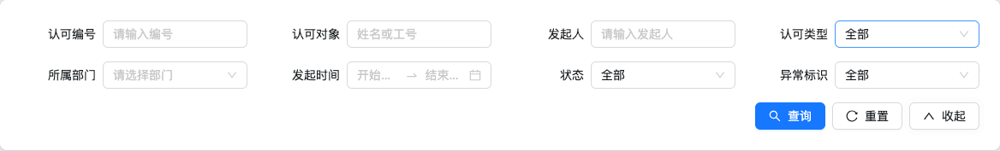 认可编号 请输入编号 认可对象 姓名或工号 发起人 请输入发起人 认可类型 全部
所属部门 请选择部门 发起时间 开始... 结束... 状态 全部 异常标识 全部
查询 重置 收起